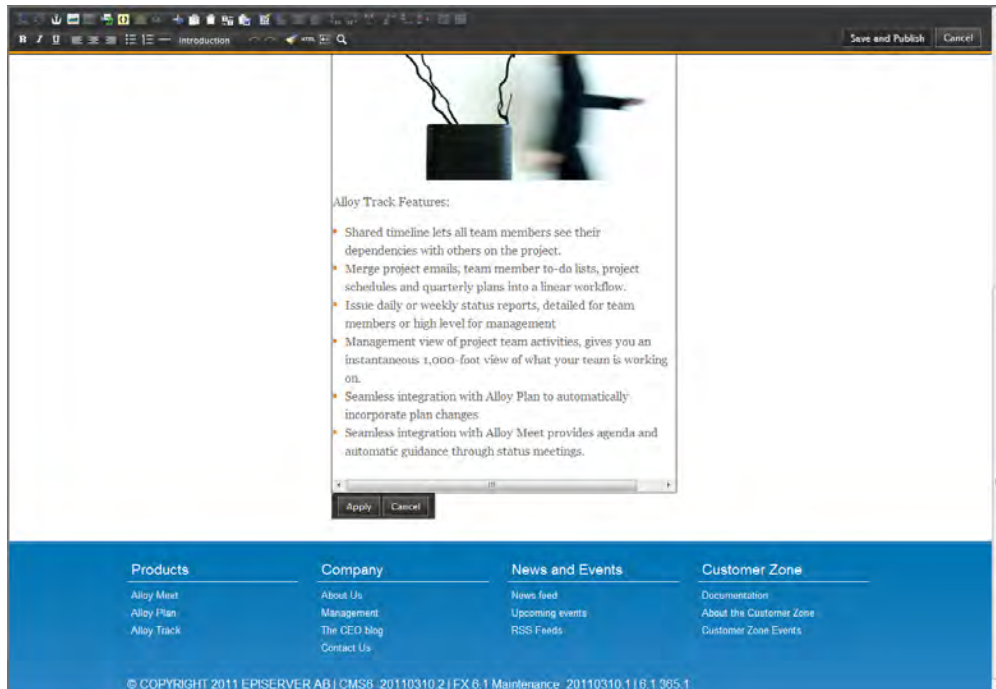 B I U Introduction HTML Save and Publish Cancel
Alloy Track Features:
Shared timeline lets all team members see their
dependencies with others on the project.
Merge project emails, team member to-do lists, project
schedules and quarterly plans into a linear workflow.
Issue daily or weekly status reports, detailed for team
members or high level for management
Management view of project team activities, gives you an
instantaneous 1,000-foot view of what your team is working
on.
Seamless integration with Alloy Plan to automatically
incorporate plan changes
Seamless integration with Alloy Meet provides agenda and
automatic guidance through status meetings.
Apply Cancel
Products Company News and Events Customer Zone
Alloy Meet About Us News feed Documentation
Alloy Plan Management Upcoming events About the Customer Zone
Alloy Track The CEO blog RSS Feeds Customer Zone Events
Contact Us
© COPYRIGHT 2011 EPISERVER AB | CMS6 20110310.2 | FX 6.1 Maintenance 20110310.1 | 6.1.365.1